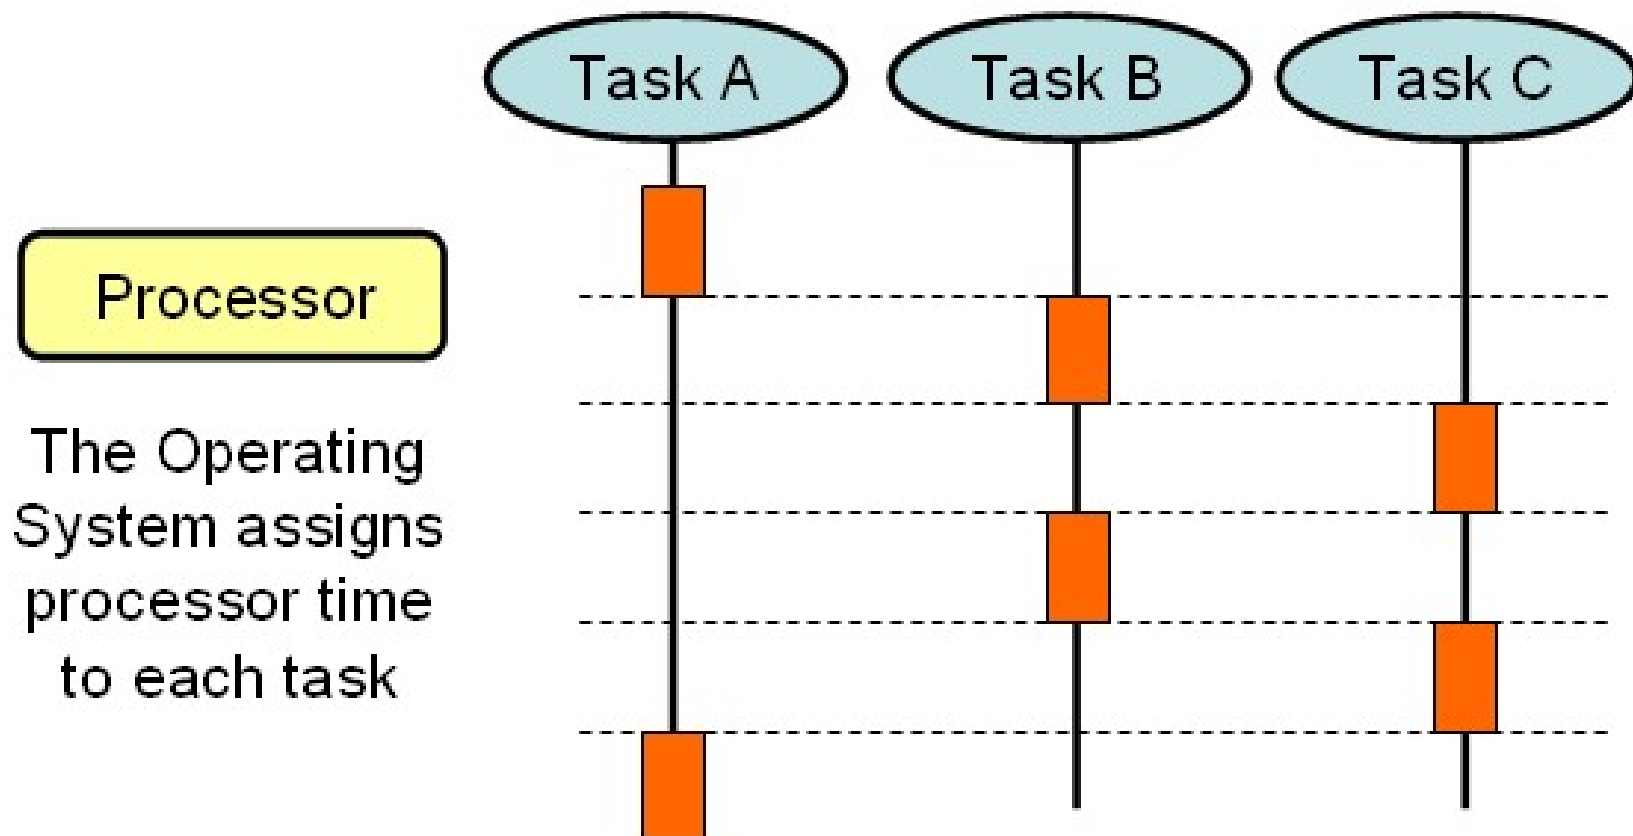 Task A
Task B
Task C
Processor
The Operating
System assigns
processor time
to each task